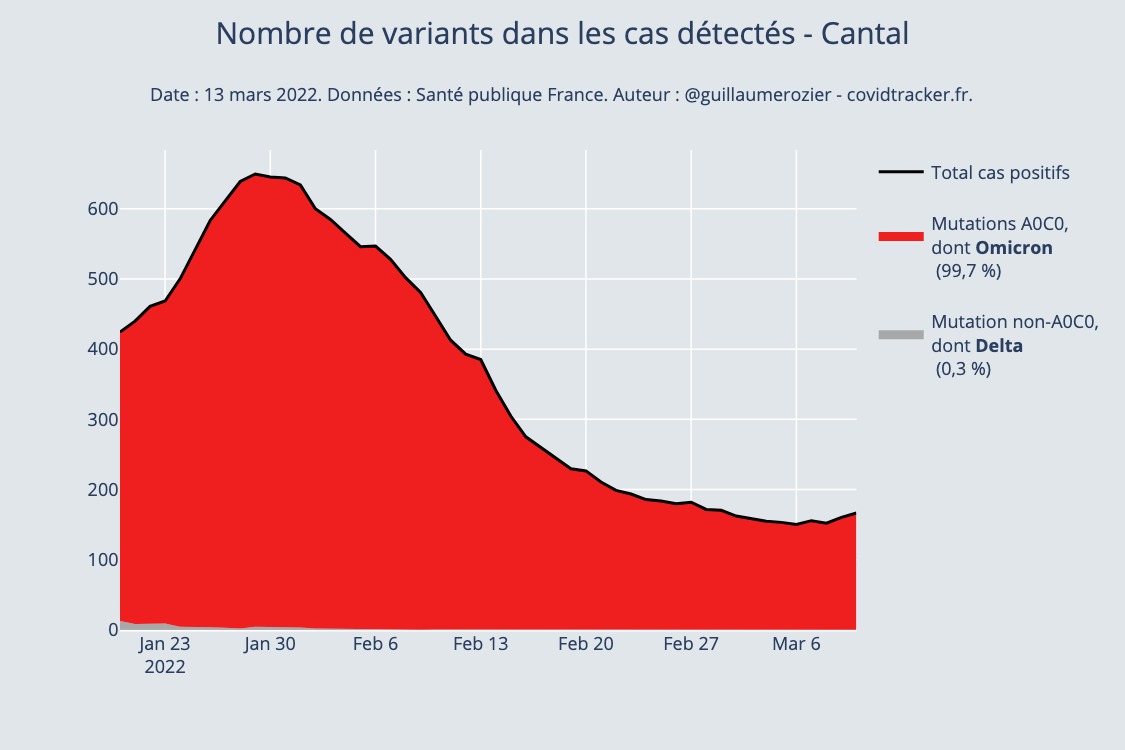 Nombre de variants dans les cas détectés - Cantal
Date : 13 mars 2022. Données : Santé publique France. Auteur : @guillaumerozier - covidtracker.fr.
Total cas positifs
Mutations A0C0,
dont Omicron
(99,7 %)
Mutation non-A0C0,
dont Delta
(0,3 %)
600
500
400
300
200
100
0
Jan 23
2022
Jan 30
Feb 6
Feb 13
Feb 20
Feb 27
Mar 6